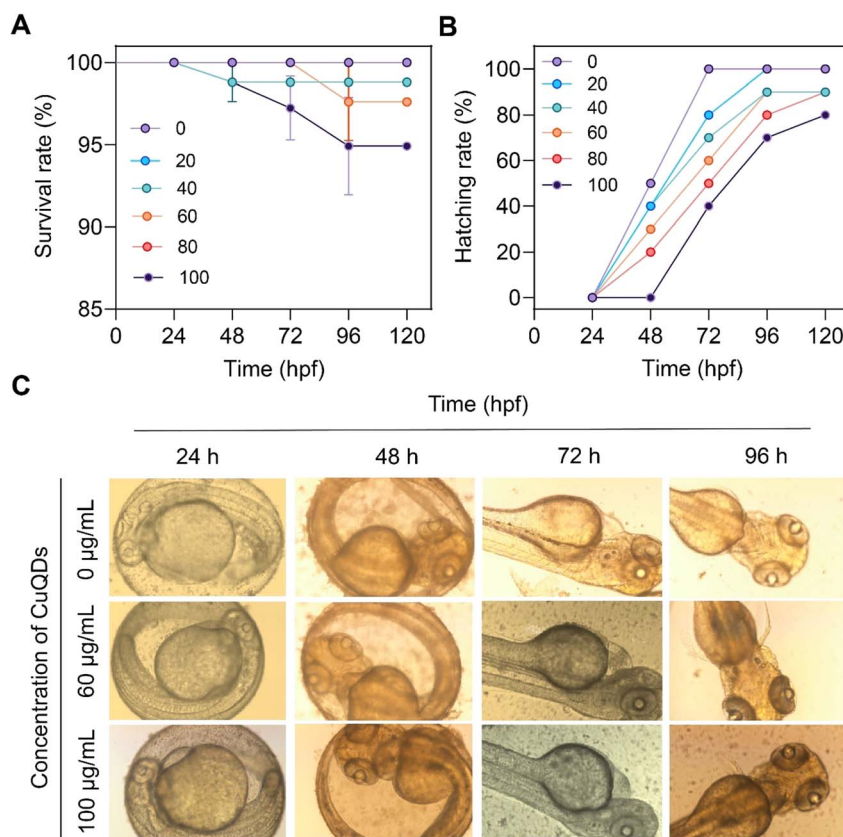 A
Survival rate (%)
100
95
90
85
0
20
40
60
80
100
0 24 48 72 96 120
Time (hpf)
B
Hatching rate (%)
100
80
60
40
20
0
0
20
40
60
80
100
0 24 48 72 96 120
Time (hpf)
C
Time (hpf)
24 h 48 h 72 h 96 h
Concentration of CuQDs
0 µg/mL
60 µg/mL
100 µg/mL